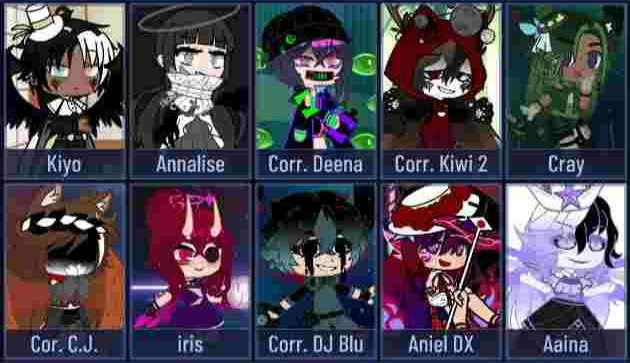 Kiyo
Annalise
Corr. Deena
Corr. Kiwi 2
Cray
Cor. C.J.
iris
Corr. DJ Blu
Aniel DX
Aaina